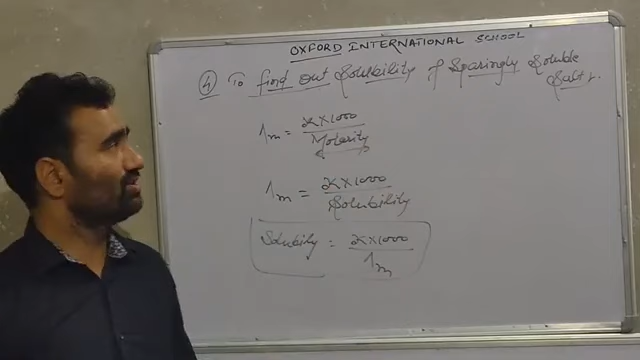 OXFORD INTERNATIONAL SCHOOL
④ To find out Solubility of Sparingly Soluble
Salt :-
Λm = K×1000 / Molarity
Λm = K×1000 / Solubility
Solubility = K×1000 / Λm